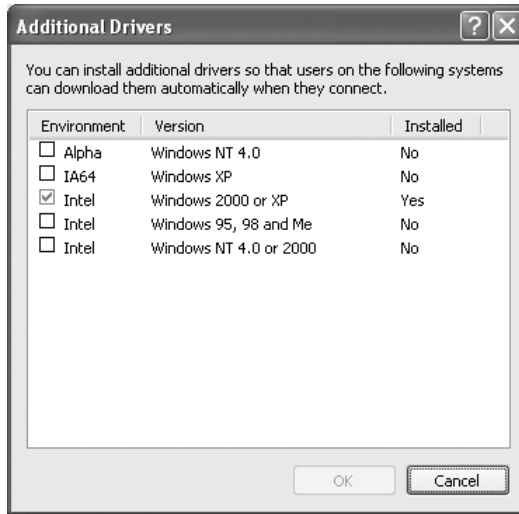 Additional Drivers
You can install additional drivers so that users on the following systems
can download them automatically when they connect.
Environment Version Installed
Alpha Windows NT 4.0 No
IA64 Windows XP No
Intel Windows 2000 or XP Yes
Intel Windows 95, 98 and Me No
Intel Windows NT 4.0 or 2000 No
OK Cancel